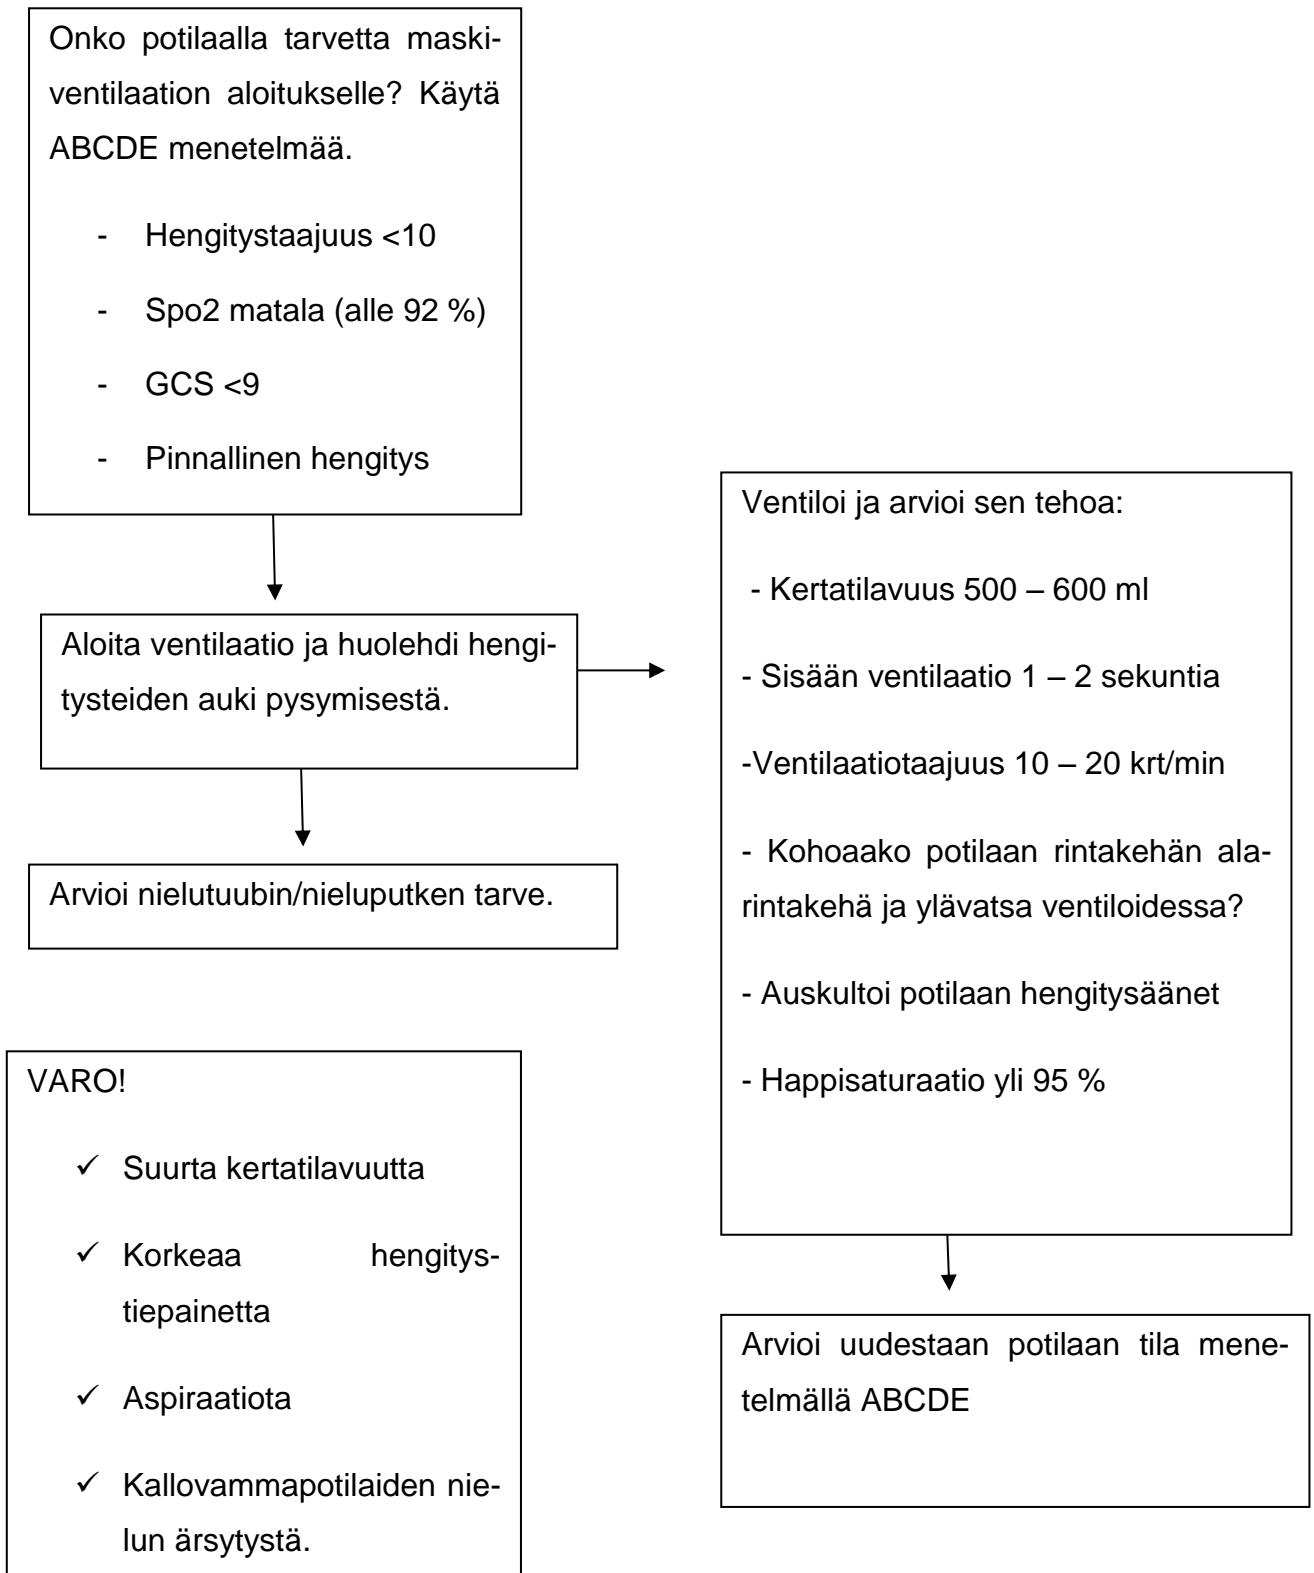 Onko potilaalla tarvetta maski-
ventilaation aloitukselle? Käytä
ABCDE menetelmää.
- Hengitystaajuus <10
- Spo2 matala (alle 92 %)
- GCS <9
- Pinnallinen hengitys
Aloita ventilaatio ja huolehdi hengi-
tysteiden auki pysymisestä.
Arvioi nielutuubin/nieluputken tarve.
Ventiloi ja arvioi sen tehoa:
- Kertatilavuus 500 – 600 ml
- Sisään ventilaatio 1 – 2 sekuntia
-Ventilaatiotaajuus 10 – 20 krt/min
- Kohoaako potilaan rintakehän ala-
rintakehä ja ylävatsa ventiloidessa?
- Auskultoi potilaan hengitysäänet
- Happisaturaatio yli 95 %
Arvioi uudestaan potilaan tila mene-
telmällä ABCDE
VARO!
✓ Suurta kertatilavuutta
✓ Korkeaa hengitys-
tiepainetta
✓ Aspiraatiota
✓ Kallovammapotilaiden nie-
lun ärsytystä.